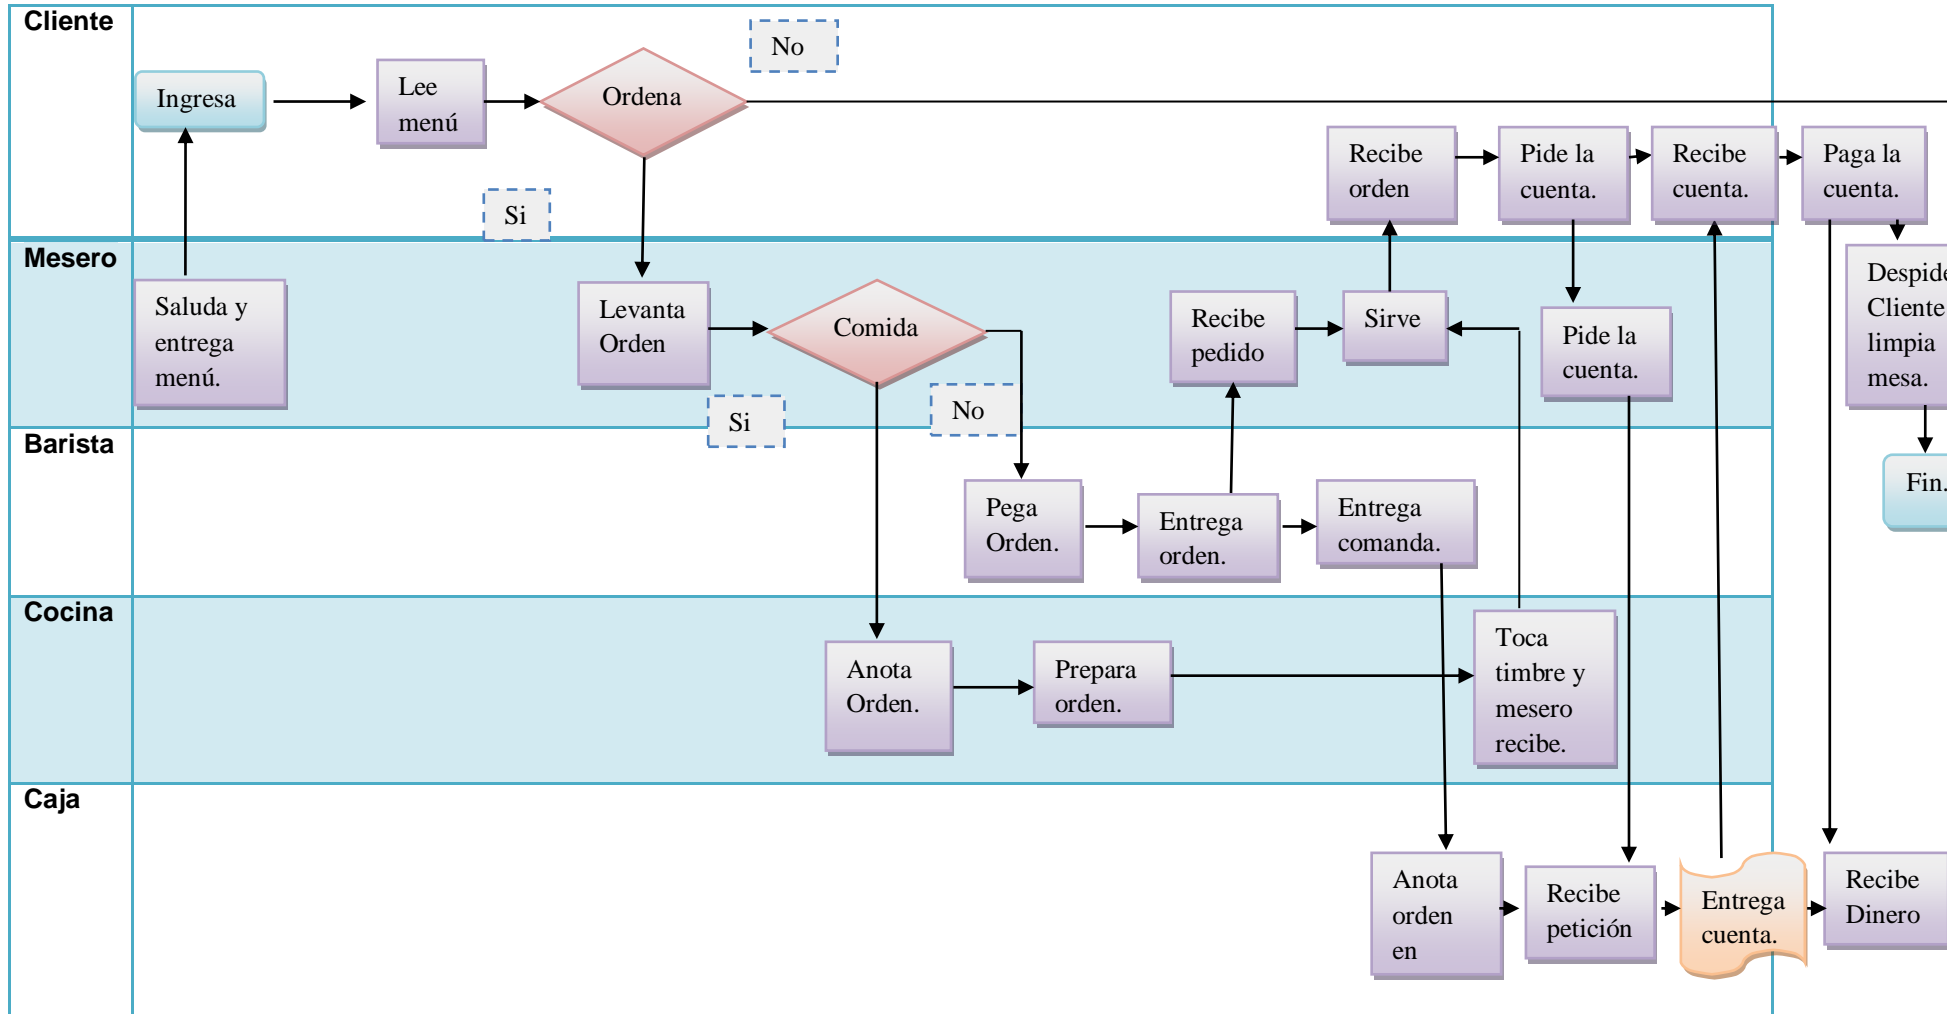 Cliente
No
Ingresa
Lee
menú
Ordena
Si
Recibe
orden
Pide la
cuenta.
Recibe
cuenta.
Paga la
cuenta.
Mesero
Saluda y
entrega
menú.
Levanta
Orden
Comida
Si
No
Recibe
pedido
Sirve
Pide la
cuenta.
Despide
Cliente
limpia
mesa.
Barista
Pega
Orden.
Entrega
orden.
Entrega
comanda.
Fin.
Cocina
Anota
Orden.
Prepara
orden.
Toca
timbre y
mesero
recibe.
Caja
Anota
orden
en
Recibe
petición
Entrega
cuenta.
Recibe
Dinero